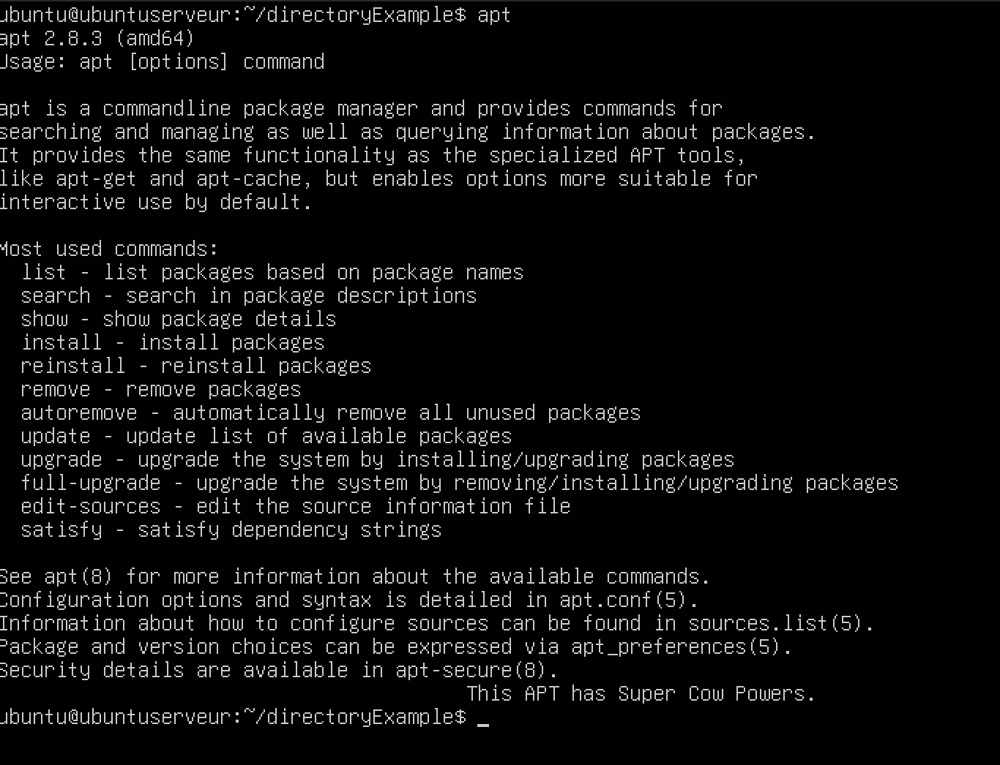 ubuntu@ubuntuserveur:~/directoryExample$ apt
apt 2.8.3 (amd64)
Usage: apt [options] command

apt is a commandline package manager and provides commands for
searching and managing as well as querying information about packages.
It provides the same functionality as the specialized APT tools,
like apt-get and apt-cache, but enables options more suitable for
interactive use by default.

Most used commands:
  list - list packages based on package names
  search - search in package descriptions
  show - show package details
  install - install packages
  reinstall - reinstall packages
  remove - remove packages
  autoremove - automatically remove all unused packages
  update - update list of available packages
  upgrade - upgrade the system by installing/upgrading packages
  full-upgrade - upgrade the system by removing/installing/upgrading packages
  edit-sources - edit the source information file
  satisfy - satisfy dependency strings

See apt(8) for more information about the available commands.
Configuration options and syntax is detailed in apt.conf(5).
Information about how to configure sources can be found in sources.list(5).
Package and version choices can be expressed via apt_preferences(5).
Security details are available in apt-secure(8).
                                        This APT has Super Cow Powers.
ubuntu@ubuntuserveur:~/directoryExample$ _